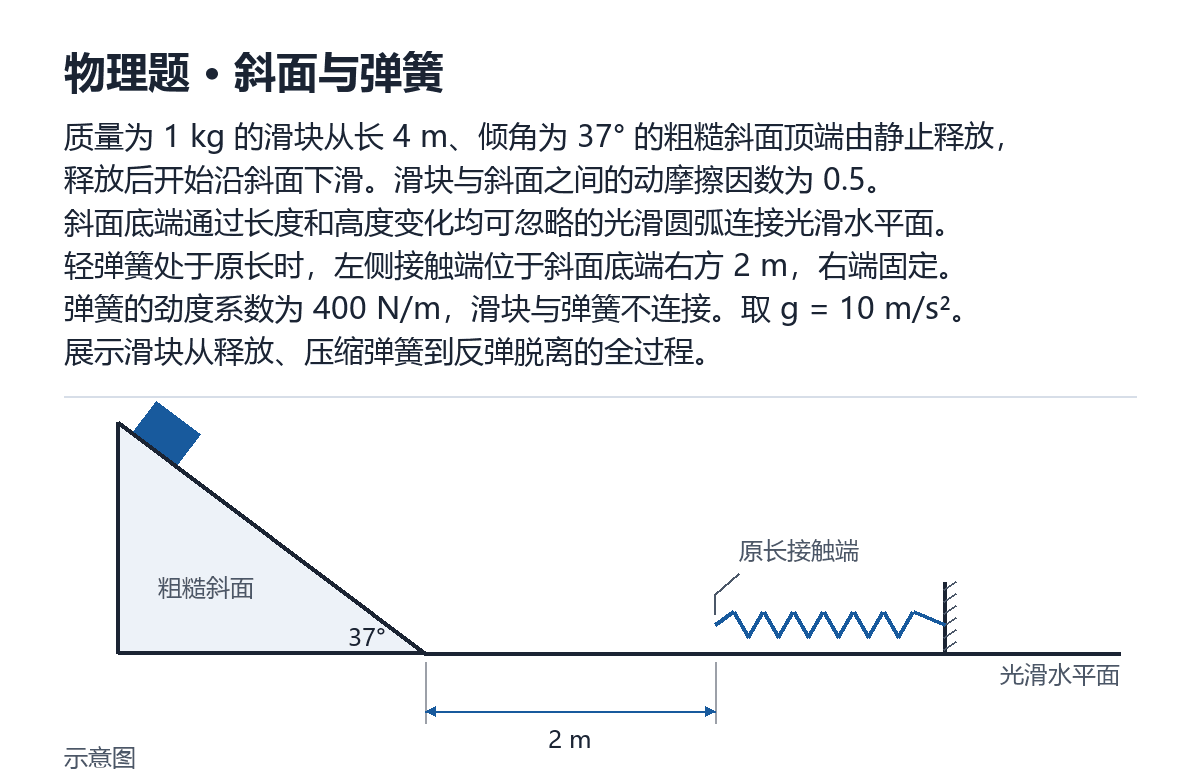 物理题 • 斜面与弹簧
质量为 1 kg 的滑块从长 4 m、倾角为 37° 的粗糙斜面顶端由静止释放，
释放后开始沿斜面下滑。滑块与斜面之间的动摩擦因数为 0.5。
斜面底端通过长度和高度变化均可忽略的光滑圆弧连接光滑水平面。
轻弹簧处于原长时，左侧接触端位于斜面底端右方 2 m，右端固定。
弹簧的劲度系数为 400 N/m，滑块与弹簧不连接。取 g = 10 m/s²。
展示滑块从释放、压缩弹簧到反弹脱离的全过程。
原长接触端
粗糙斜面
37°
光滑水平面
2 m
示意图